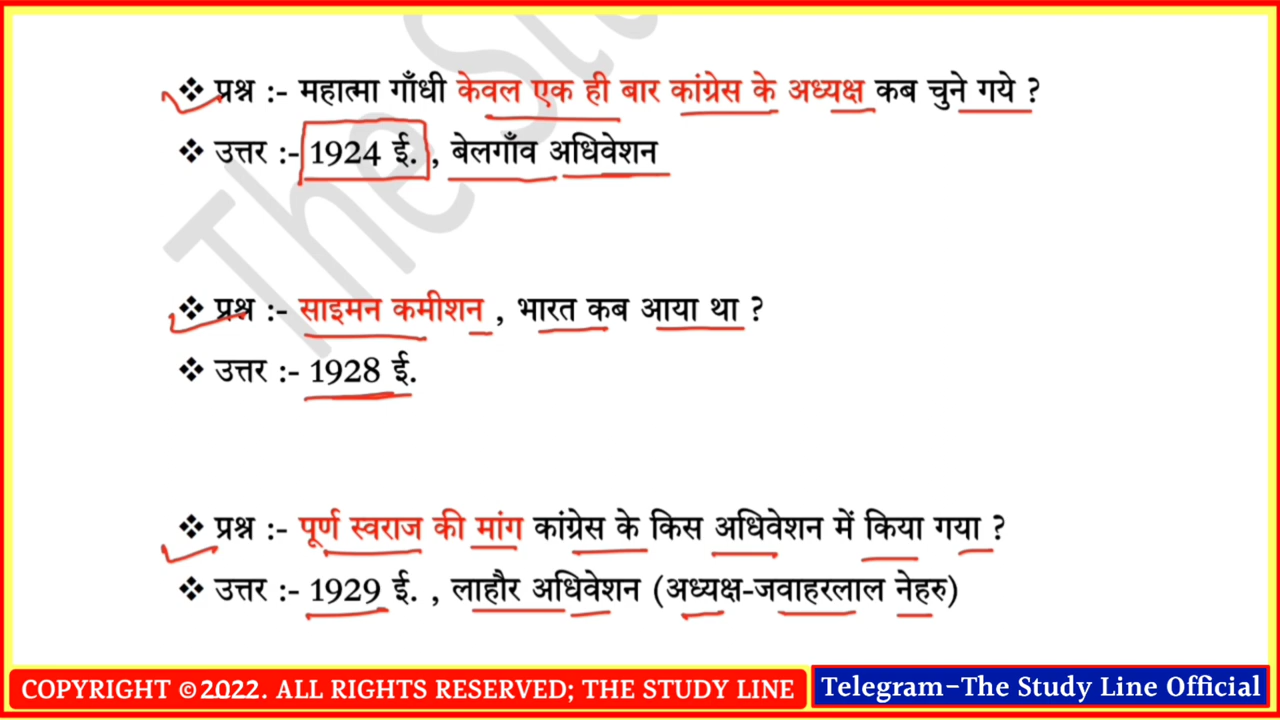 The Stu
❖ प्रश्न :- महात्मा गाँधी केवल एक ही बार कांग्रेस के अध्यक्ष कब चुने गये ?
❖ उत्तर :- 1924 ई. , बेलगाँव अधिवेशन
❖ प्रश्न :- साइमन कमीशन , भारत कब आया था ?
❖ उत्तर :- 1928 ई.
❖ प्रश्न :- पूर्ण स्वराज की मांग कांग्रेस के किस अधिवेशन में किया गया ?
❖ उत्तर :- 1929 ई. , लाहौर अधिवेशन (अध्यक्ष-जवाहरलाल नेहरु)
COPYRIGHT ©2022. ALL RIGHTS RESERVED; THE STUDY LINE
Telegram-The Study Line Official